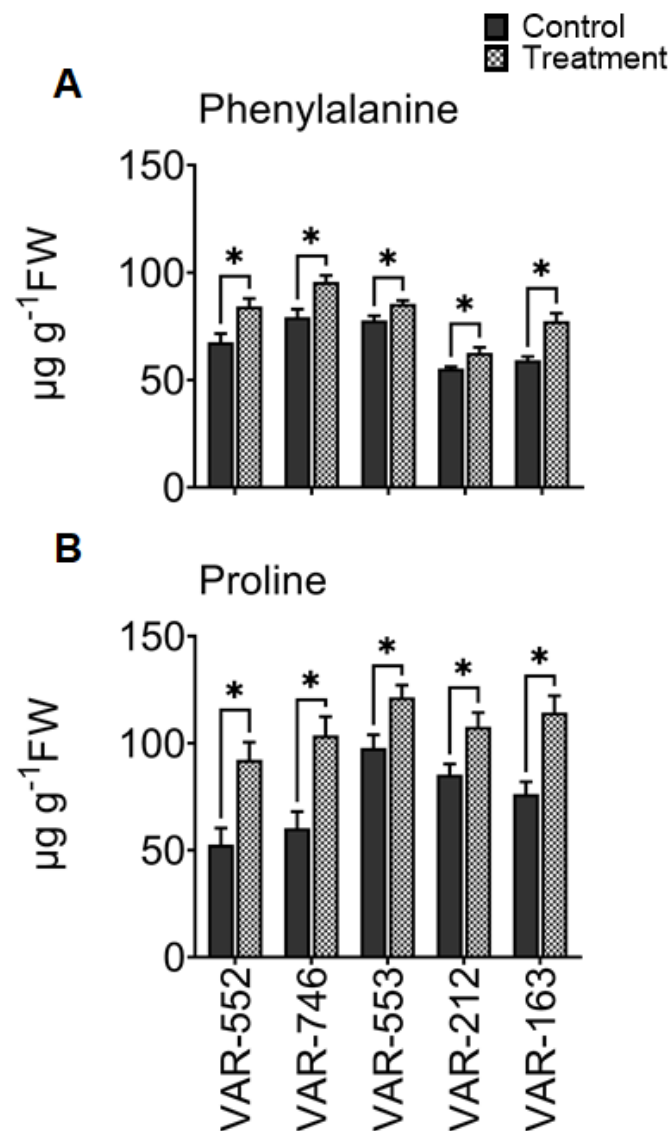 Control
Treatment
A
Phenylalanine
150
100
50
0
µg g⁻¹FW
* * * * *
B
Proline
150
100
50
0
µg g⁻¹FW
* * * * *
VAR-552
VAR-746
VAR-553
VAR-212
VAR-163